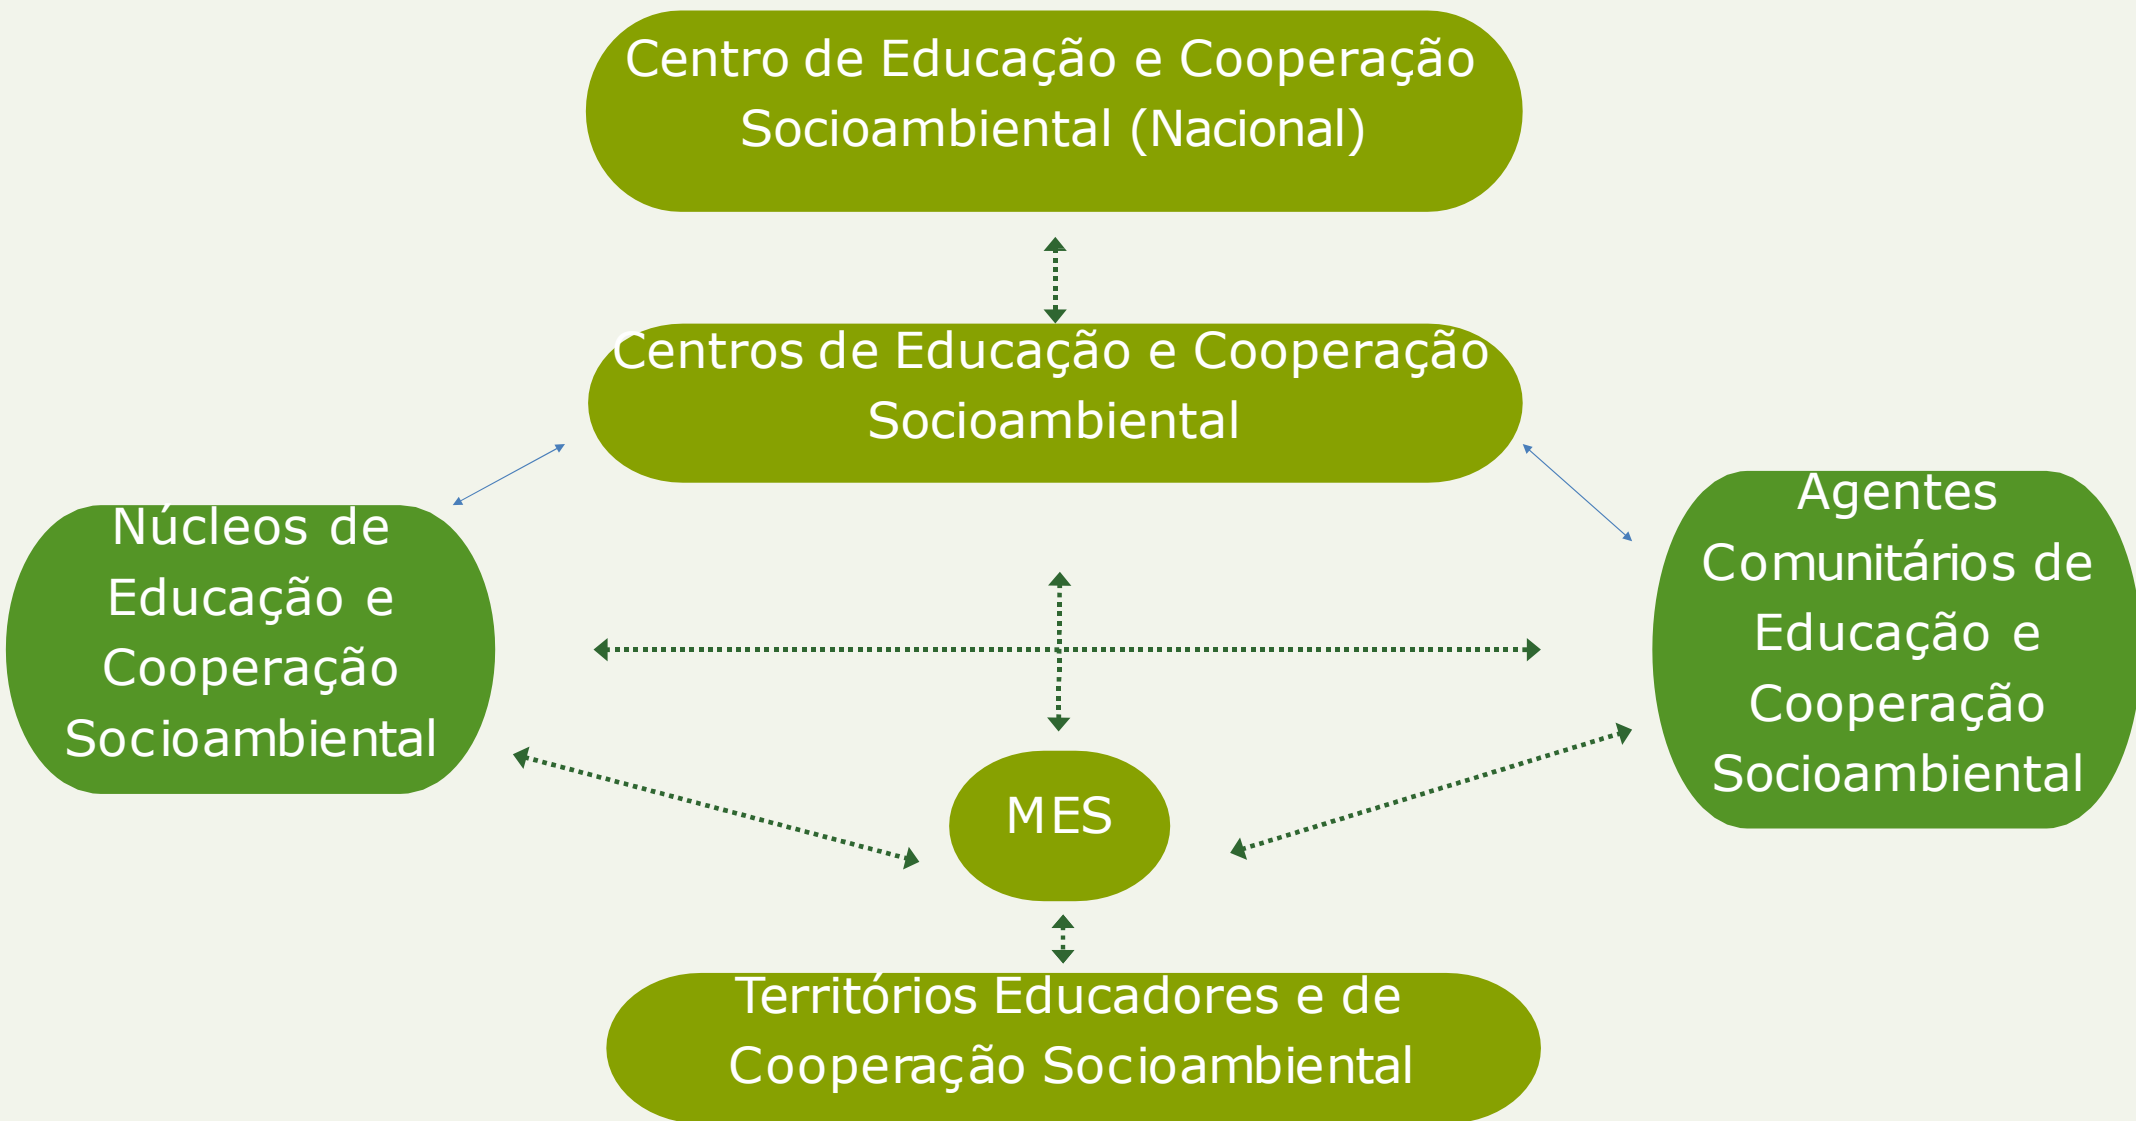 Centro de Educação e Cooperação
Socioambiental (Nacional)
Centros de Educação e Cooperação
Socioambiental
Núcleos de
Educação e
Cooperação
Socioambiental
Agentes
Comunitários de
Educação e
Cooperação
Socioambiental
MES
Territórios Educadores e de
Cooperação Socioambiental